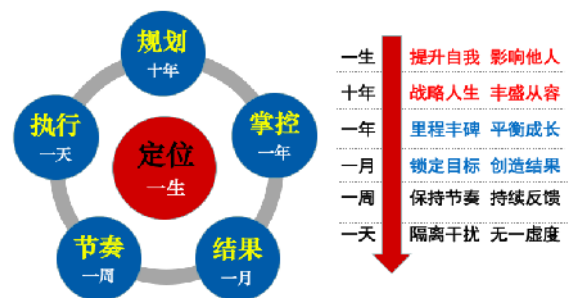 规划
十年
执行
一天
掌控
一年
定位
一生
节奏
一周
结果
一月
一生 提升自我 影响他人
十年 战略人生 丰盛从容
一年 里程丰碑 平衡成长
一月 锁定目标 创造结果
一周 保持节奏 持续反馈
一天 隔离干扰 无一虚度